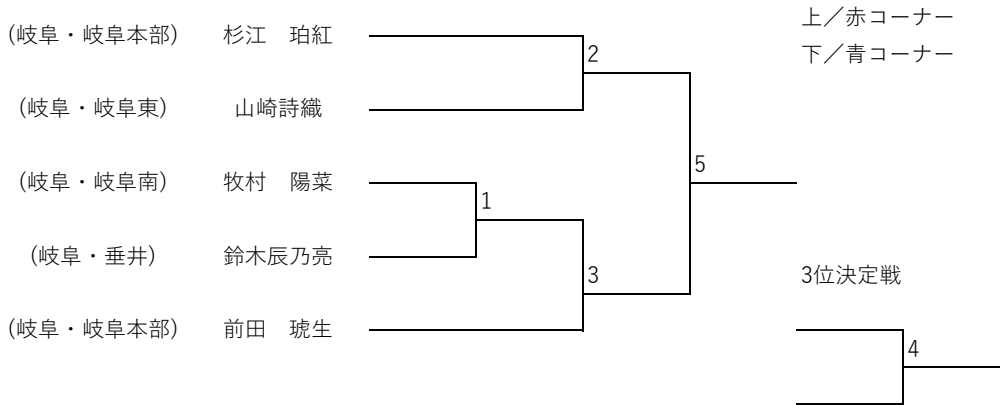 上／赤コーナー
(岐阜・岐阜本部) 杉江　珀紅
2
下／青コーナー
(岐阜・岐阜東) 山崎詩織
5
(岐阜・岐阜南) 牧村　陽菜
1
(岐阜・垂井) 鈴木辰乃亮
3
3位決定戦
(岐阜・岐阜本部) 前田　琥生
4